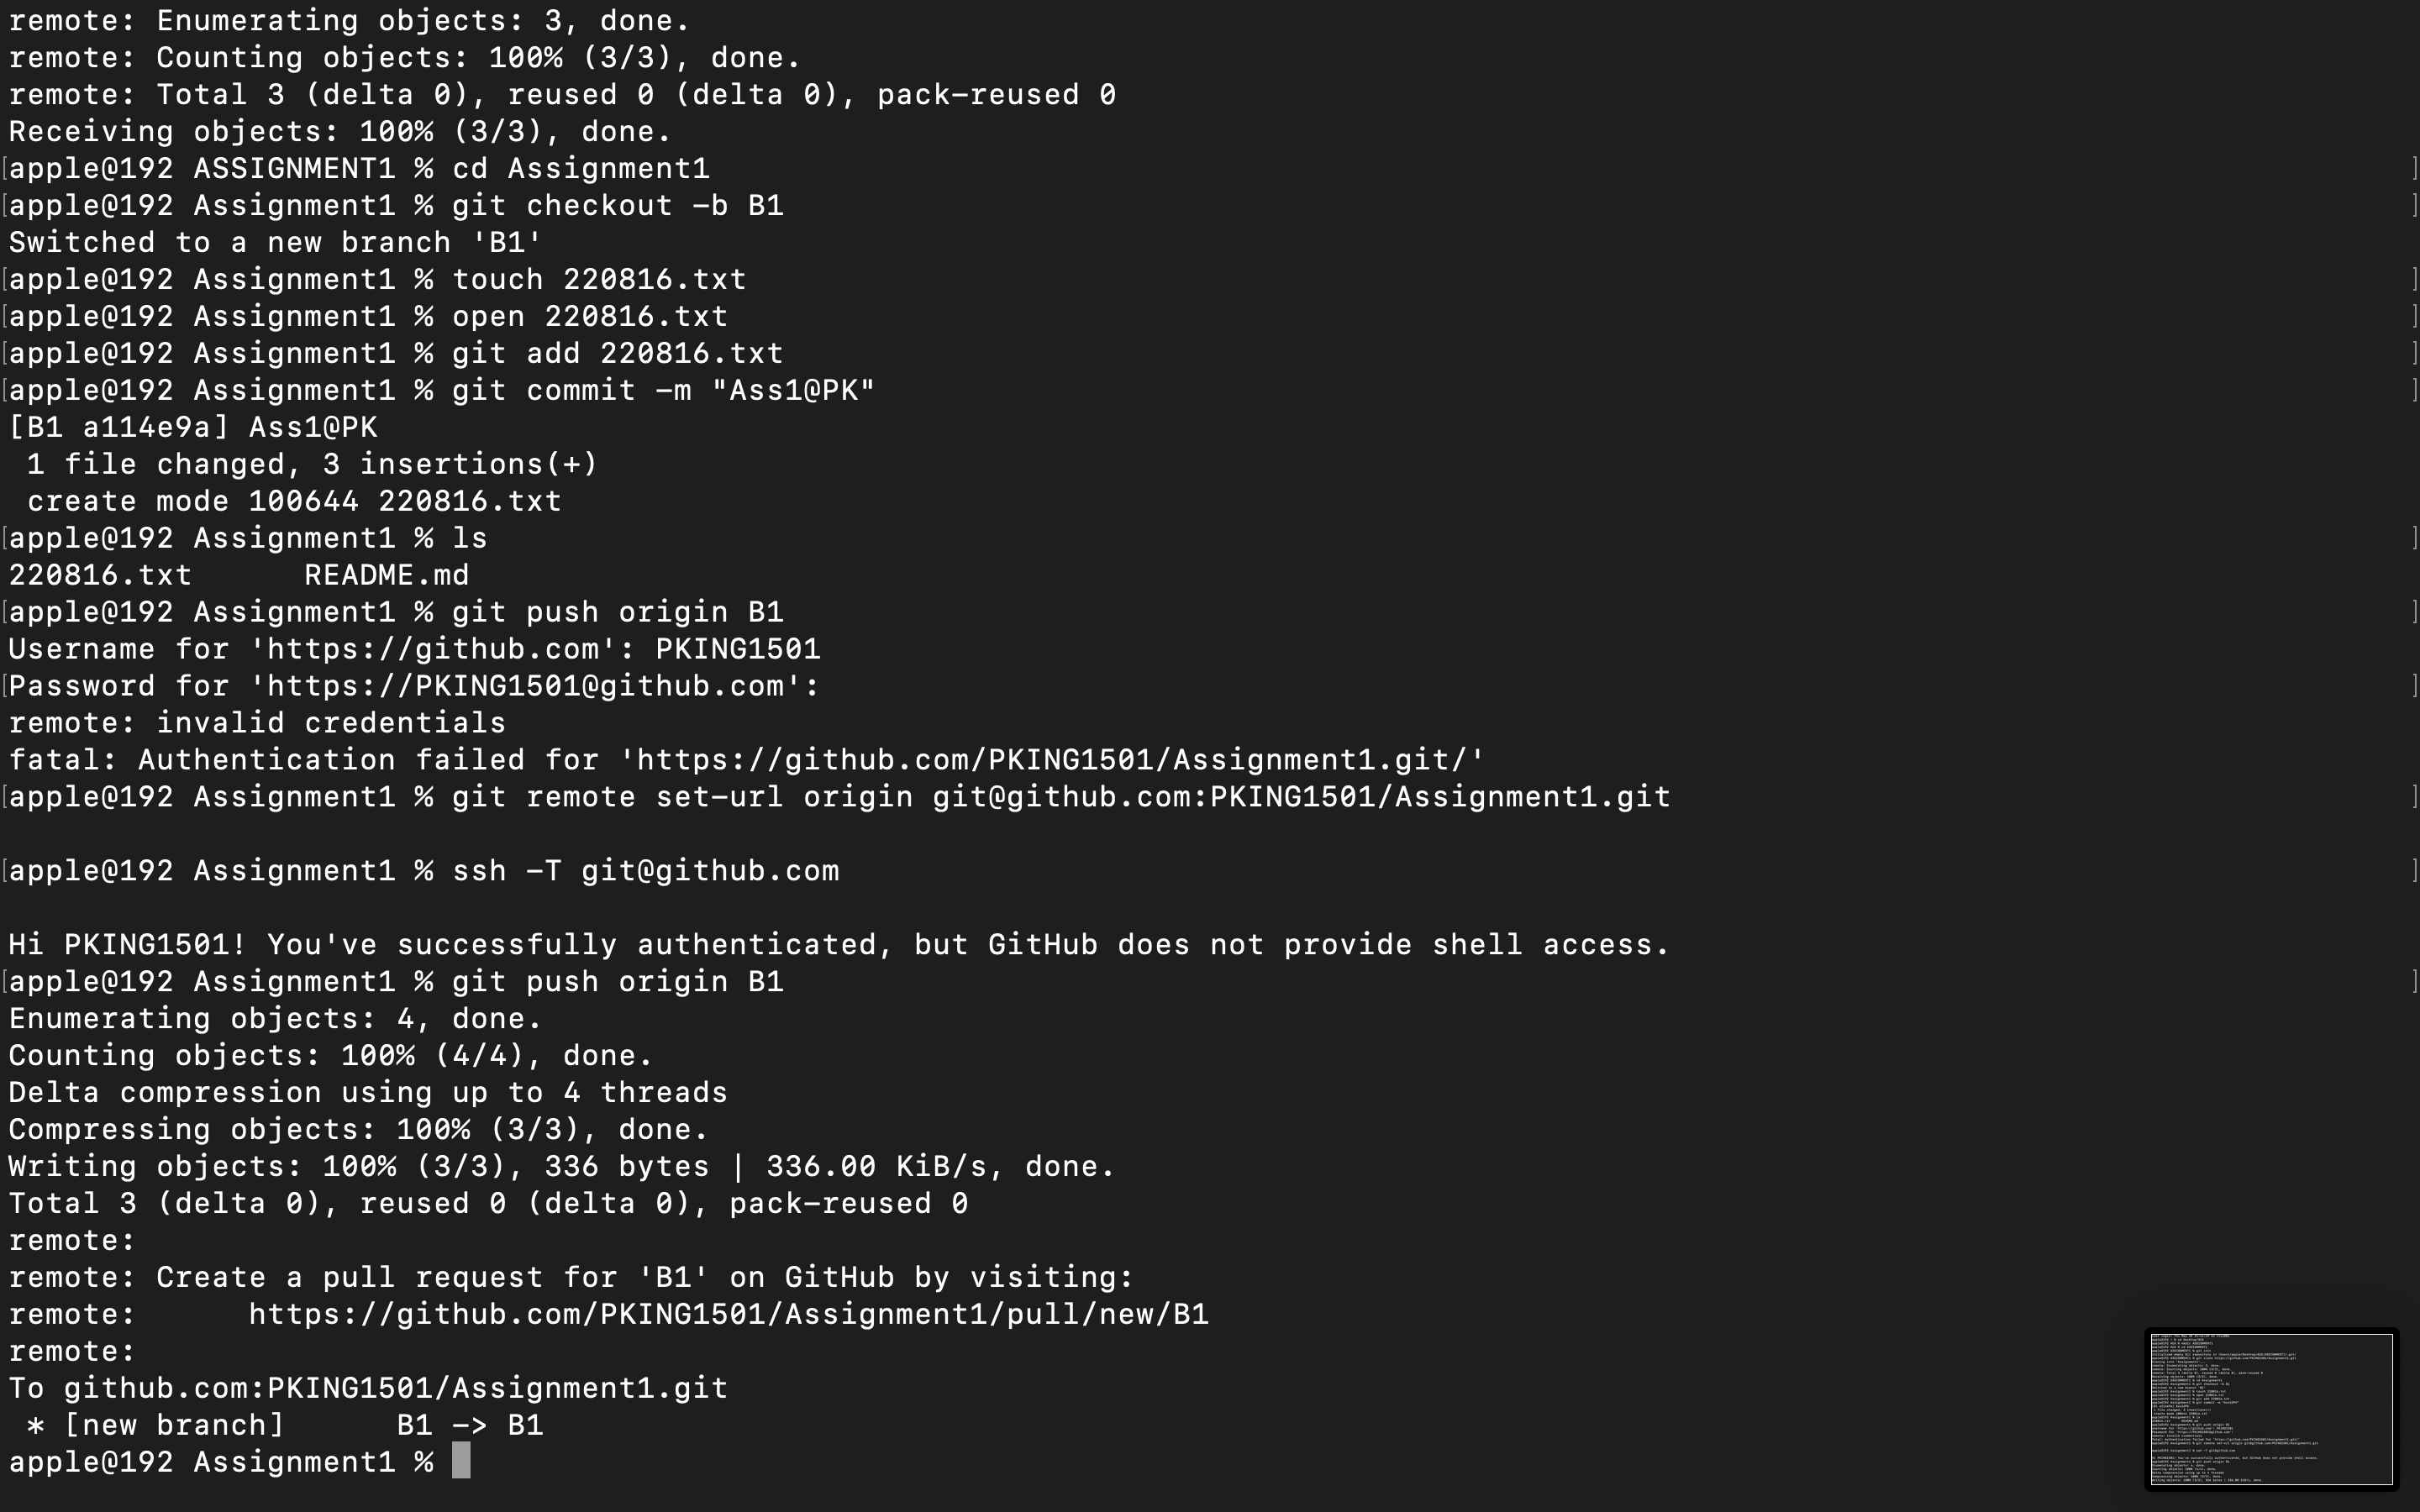 remote: Enumerating objects: 3, done.
remote: Counting objects: 100% (3/3), done.
remote: Total 3 (delta 0), reused 0 (delta 0), pack-reused 0
Receiving objects: 100% (3/3), done.
[apple@192 ASSIGNMENT1 % cd Assignment1 ]
[apple@192 Assignment1 % git checkout -b B1 ]
Switched to a new branch 'B1'
[apple@192 Assignment1 % touch 220816.txt ]
[apple@192 Assignment1 % open 220816.txt ]
[apple@192 Assignment1 % git add 220816.txt ]
[apple@192 Assignment1 % git commit -m "Ass1@PK" ]
[B1 a114e9a] Ass1@PK
 1 file changed, 3 insertions(+)
 create mode 100644 220816.txt
[apple@192 Assignment1 % ls ]
220816.txt      README.md
[apple@192 Assignment1 % git push origin B1 ]
Username for 'https://github.com': PKING1501
[Password for 'https://PKING1501@github.com': ]
remote: invalid credentials
fatal: Authentication failed for 'https://github.com/PKING1501/Assignment1.git/'
[apple@192 Assignment1 % git remote set-url origin git@github.com:PKING1501/Assignment1.git ]
[apple@192 Assignment1 % ssh -T git@github.com ]
Hi PKING1501! You've successfully authenticated, but GitHub does not provide shell access.
[apple@192 Assignment1 % git push origin B1 ]
Enumerating objects: 4, done.
Counting objects: 100% (4/4), done.
Delta compression using up to 4 threads
Compressing objects: 100% (3/3), done.
Writing objects: 100% (3/3), 336 bytes | 336.00 KiB/s, done.
Total 3 (delta 0), reused 0 (delta 0), pack-reused 0
remote:
remote: Create a pull request for 'B1' on GitHub by visiting:
remote:      https://github.com/PKING1501/Assignment1/pull/new/B1
remote:
To github.com:PKING1501/Assignment1.git
 * [new branch]      B1 -> B1
apple@192 Assignment1 %